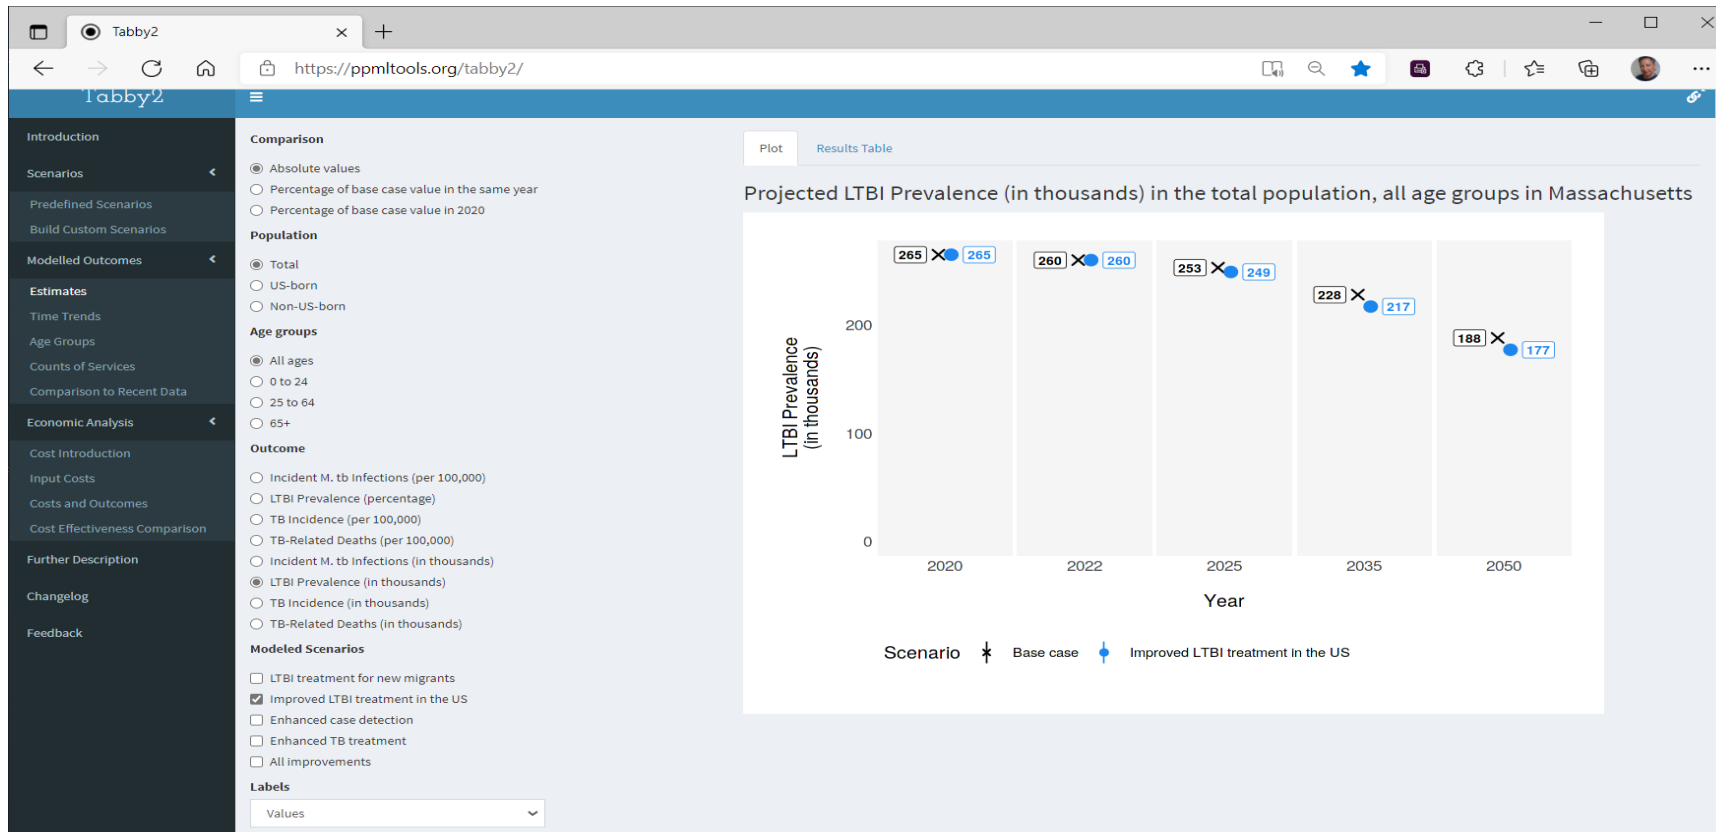 Tabby2
https://ppmltools.org/tabby2/
Tabby2
Introduction
Scenarios
Predefined Scenarios
Build Custom Scenarios
Modelled Outcomes
Estimates
Time Trends
Age Groups
Counts of Services
Comparison to Recent Data
Economic Analysis
Cost Introduction
Input Costs
Costs and Outcomes
Cost Effectiveness Comparison
Further Description
Changelog
Feedback
Comparison
Absolute values
Percentage of base case value in the same year
Percentage of base case value in 2020
Population
Total
US-born
Non-US-born
Age groups
All ages
0 to 24
25 to 64
65+
Outcome
Incident M. tb Infections (per 100,000)
LTBI Prevalence (percentage)
TB Incidence (per 100,000)
TB-Related Deaths (per 100,000)
Incident M. tb Infections (in thousands)
LTBI Prevalence (in thousands)
TB Incidence (in thousands)
TB-Related Deaths (in thousands)
Modeled Scenarios
LTBI treatment for new migrants
Improved LTBI treatment in the US
Enhanced case detection
Enhanced TB treatment
All improvements
Labels
Values
Plot Results Table
Projected LTBI Prevalence (in thousands) in the total population, all age groups in Massachusetts
LTBI Prevalence
(in thousands)
200
100
0
265 265
260 260
253 249
228 217
188 177
2020 2022 2025 2035 2050
Year
Scenario Base case Improved LTBI treatment in the US